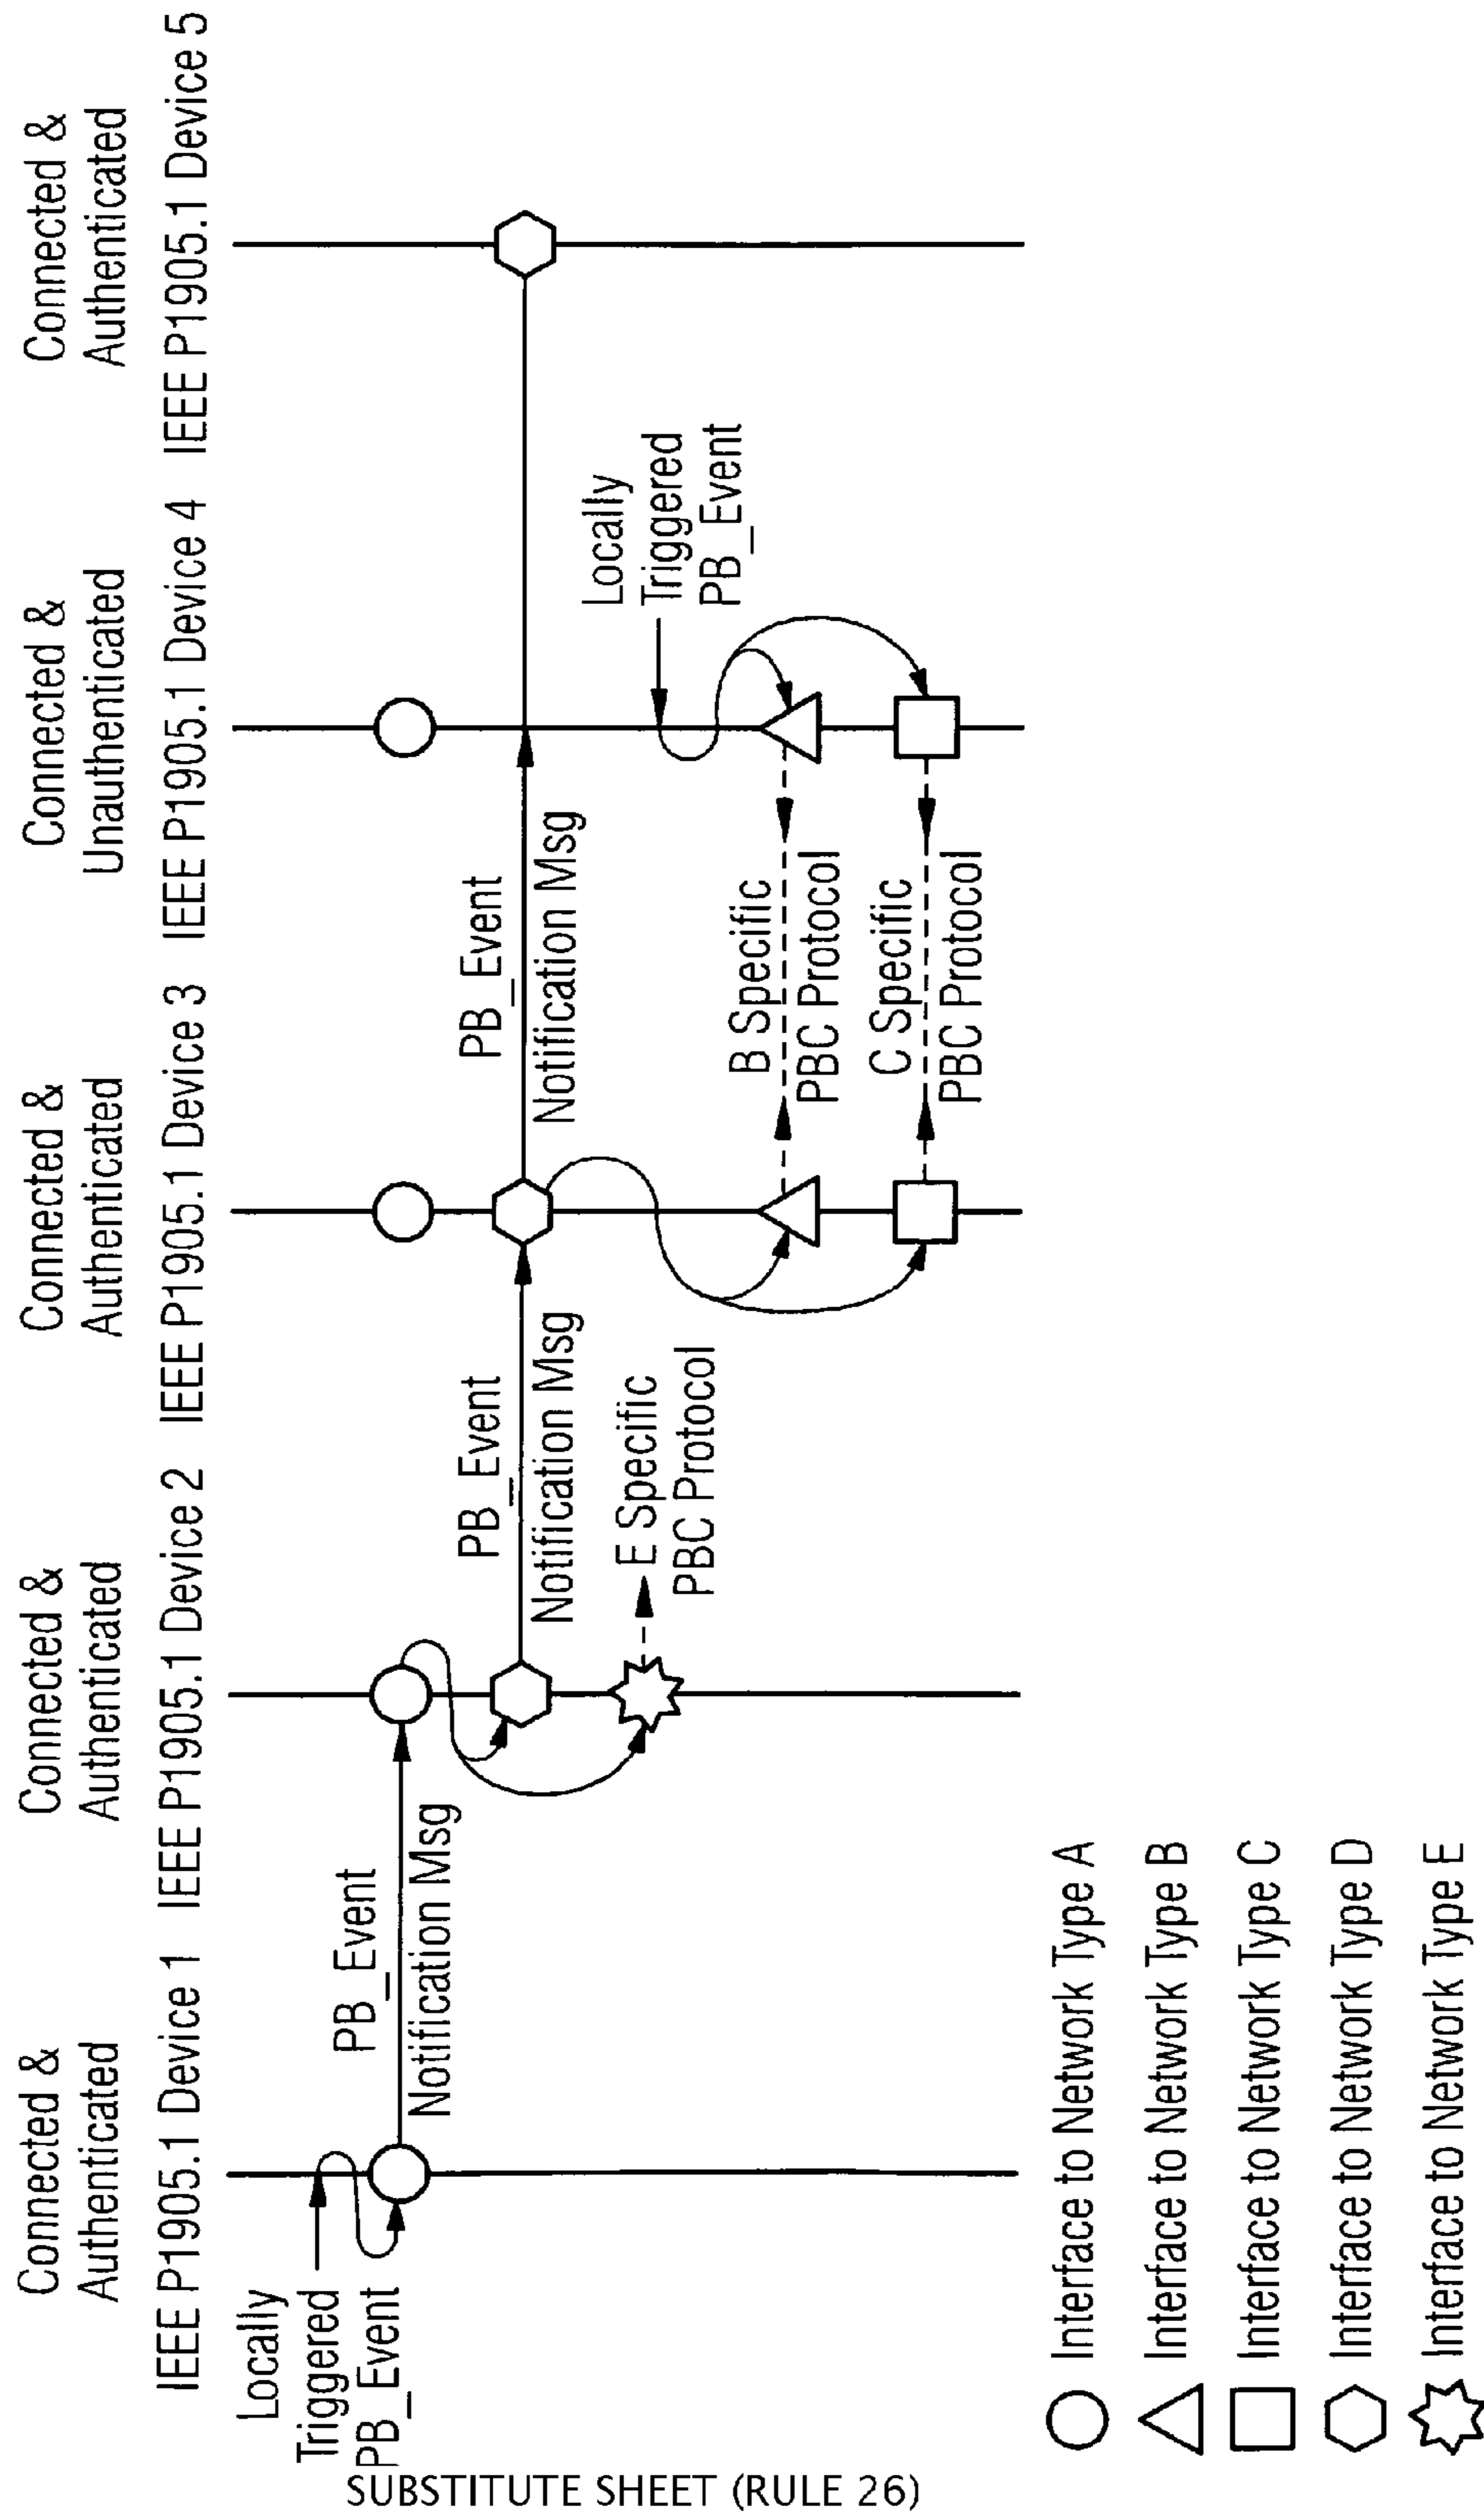 Connected &
Authenticated
IEEE P1905.1 Device 1
Connected &
Authenticated
IEEE P1905.1 Device 2
Connected &
Authenticated
IEEE P1905.1 Device 3
Connected &
Unauthenticated
IEEE P1905.1 Device 4
Connected &
Authenticated
IEEE P1905.1 Device 5
Locally
Triggered
PB_Event
PB_Event
Notification Msg
PB_Event
Notification Msg
E Specific
PBC Protocol
PB_Event
Notification Msg
Locally
Triggered
PB_Event
B Specific
PBC Protocol
C Specific
PBC Protocol
Interface to Network Type A
Interface to Network Type B
Interface to Network Type C
Interface to Network Type D
Interface to Network Type E
SUBSTITUTE SHEET (RULE 26)